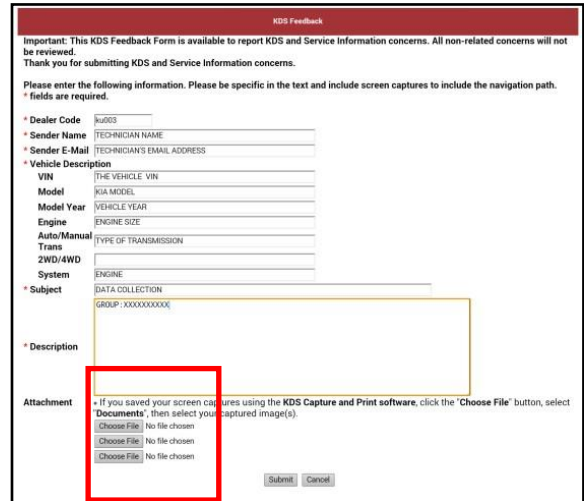 KDS Feedback
Important: This KDS Feedback Form is available to report KDS and Service Information concerns. All non-related concerns will not
be reviewed.
Thank you for submitting KDS and Service Information concerns.
Please enter the following information. Please be specific in the text and include screen captures to include the navigation path.
* fields are required.
* Dealer Code ku003
* Sender Name TECHNICIAN NAME
* Sender E-Mail TECHNICIAN'S EMAIL ADDRESS
* Vehicle Description
VIN THE VEHICLE VIN
Model KIA MODEL
Model Year VEHICLE YEAR
Engine ENGINE SIZE
Auto/Manual
Trans TYPE OF TRANSMISSION
2WD/4WD
System ENGINE
* Subject DATA COLLECTION
GROUP:XXXXXXXXXX
* Description
Attachment • If you saved your screen captures using the KDS Capture and Print software, click the "Choose File" button, select
"Documents", then select your captured image(s).
Choose File No file chosen
Choose File No file chosen
Choose File No file chosen
Submit Cancel